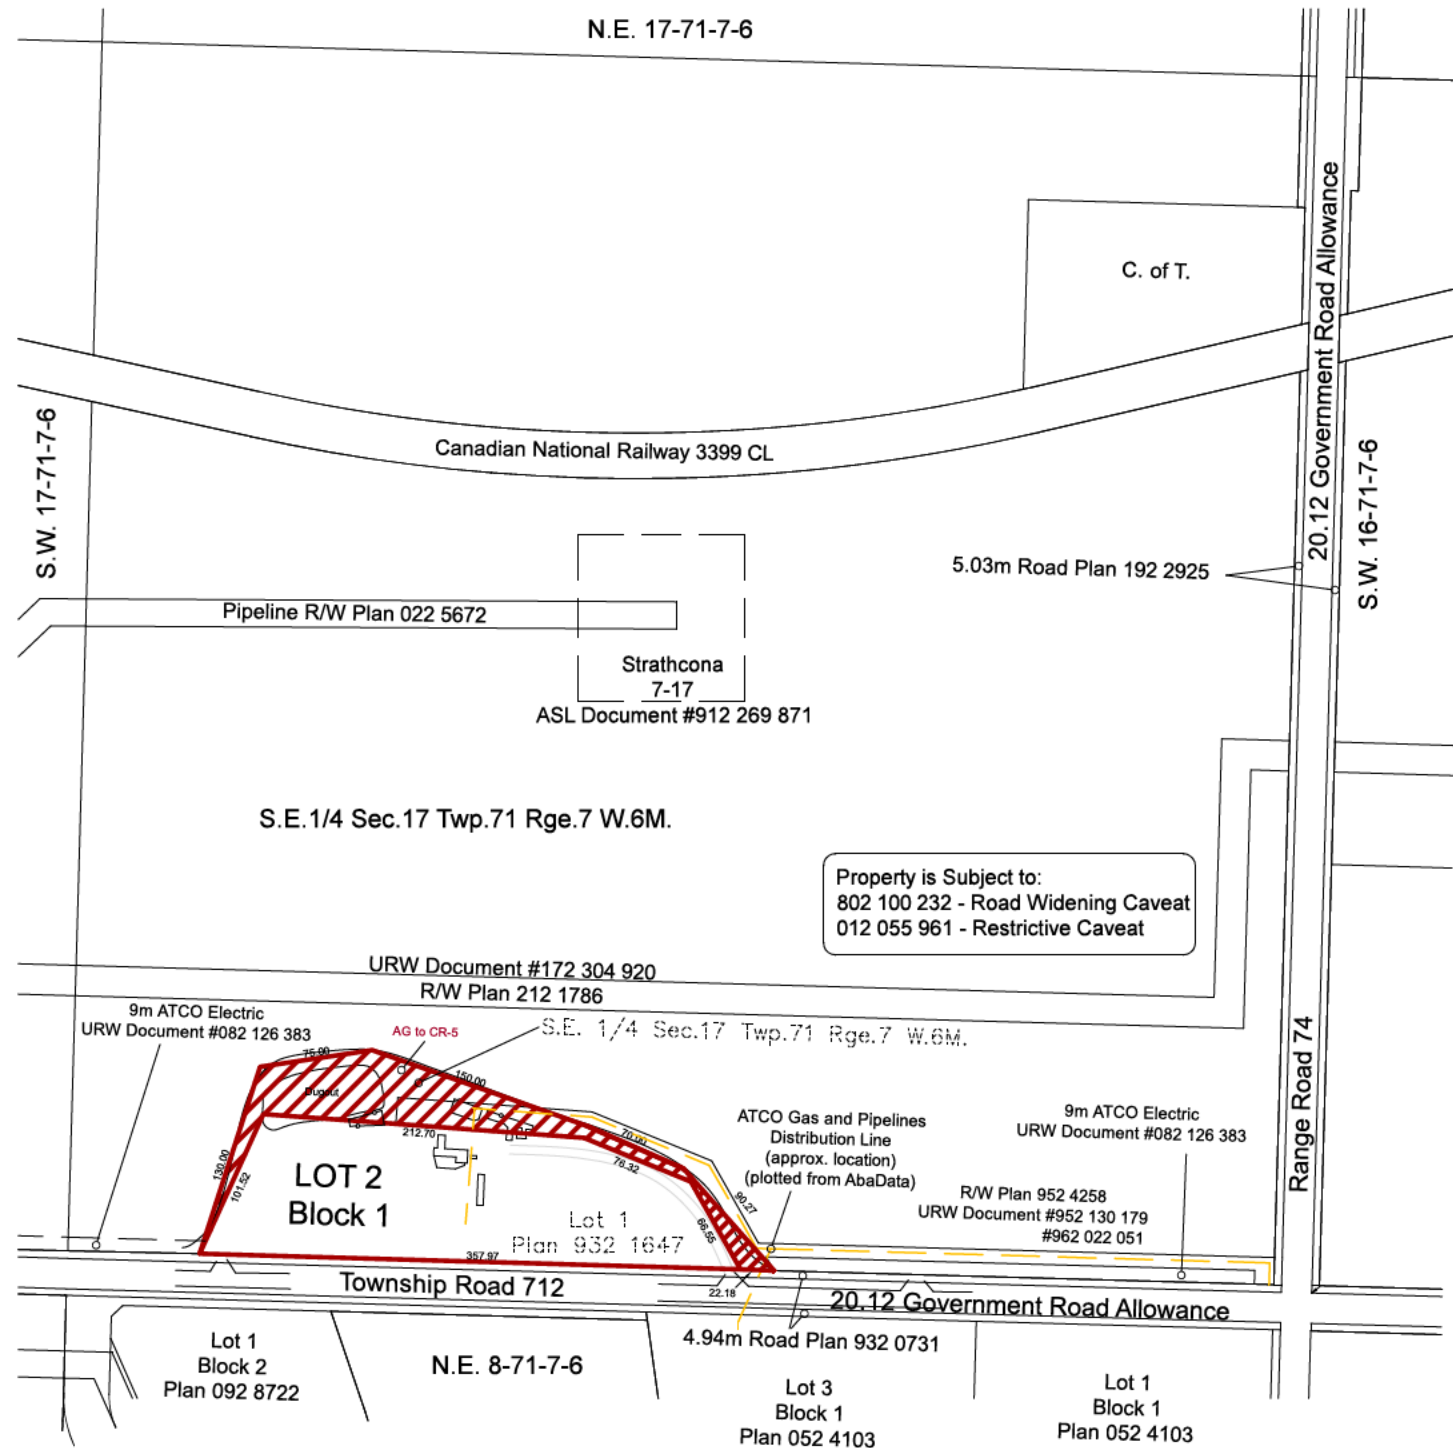 N.E. 17-71-7-6
20.12 Government Road Allowance
C. of T.
S.W. 17-71-7-6
Canadian National Railway 3399 CL
S.W. 16-71-7-6
5.03m Road Plan 192 2925
Pipeline R/W Plan 022 5672
Strathcona
7-17
ASL Document #912 269 871
S.E.1/4 Sec.17 Twp.71 Rge.7 W.6M.
Property is Subject to:
802 100 232 - Road Widening Caveat
012 055 961 - Restrictive Caveat
URW Document #172 304 920
R/W Plan 212 1786
9m ATCO Electric
URW Document #082 126 383
AG to CR-5
S.E. 1/4 Sec.17 Twp.71 Rge.7 W.6M.
Range Road 74
75.00
150.00
Dugout
70.00
212.70
76.32
130.00
101.52
90.27
66.55
ATCO Gas and Pipelines
Distribution Line
(approx. location)
(plotted from AbaData)
9m ATCO Electric
URW Document #082 126 383
R/W Plan 952 4258
URW Document #952 130 179
#962 022 051
LOT 2
Block 1
Lot 1
Plan 932 1647
357.97
22.18
Township Road 712
20.12 Government Road Allowance
4.94m Road Plan 932 0731
Lot 1
Block 2
Plan 092 8722
N.E. 8-71-7-6
Lot 3
Block 1
Plan 052 4103
Lot 1
Block 1
Plan 052 4103